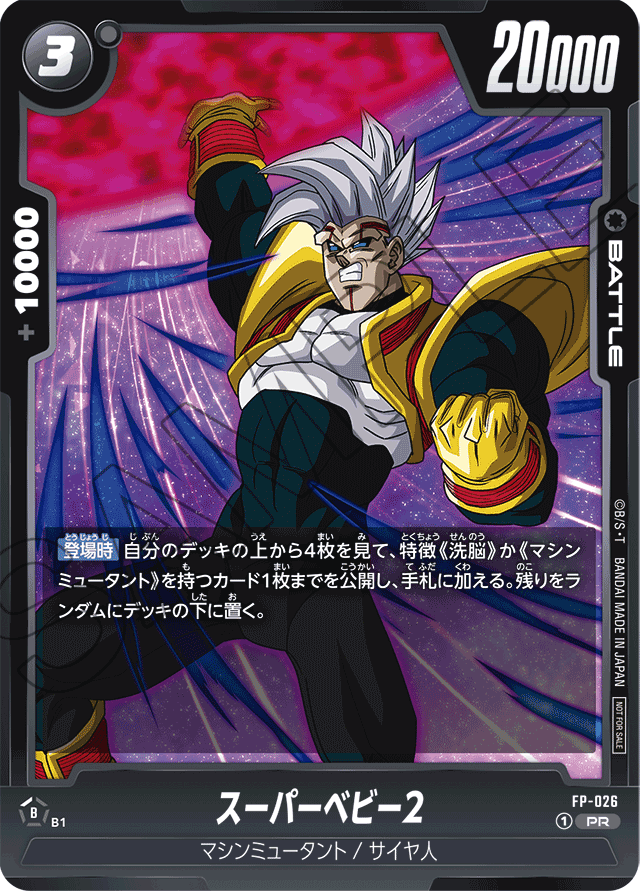 3
20000
+ 10000
BATTLE
登場時 自分のデッキの上から4枚を見て、特徴《洗脳》か《マシン
ミュータント》を持つカード1枚までを公開し、手札に加える。残りをラ
ンダムにデッキの下に置く。
©B/S・T BANDAI MADE IN JAPAN
NOT FOR SALE
B
B1
スーパーベビー2
FP-026
1 PR
マシンミュータント / サイヤ人
SAMPLE